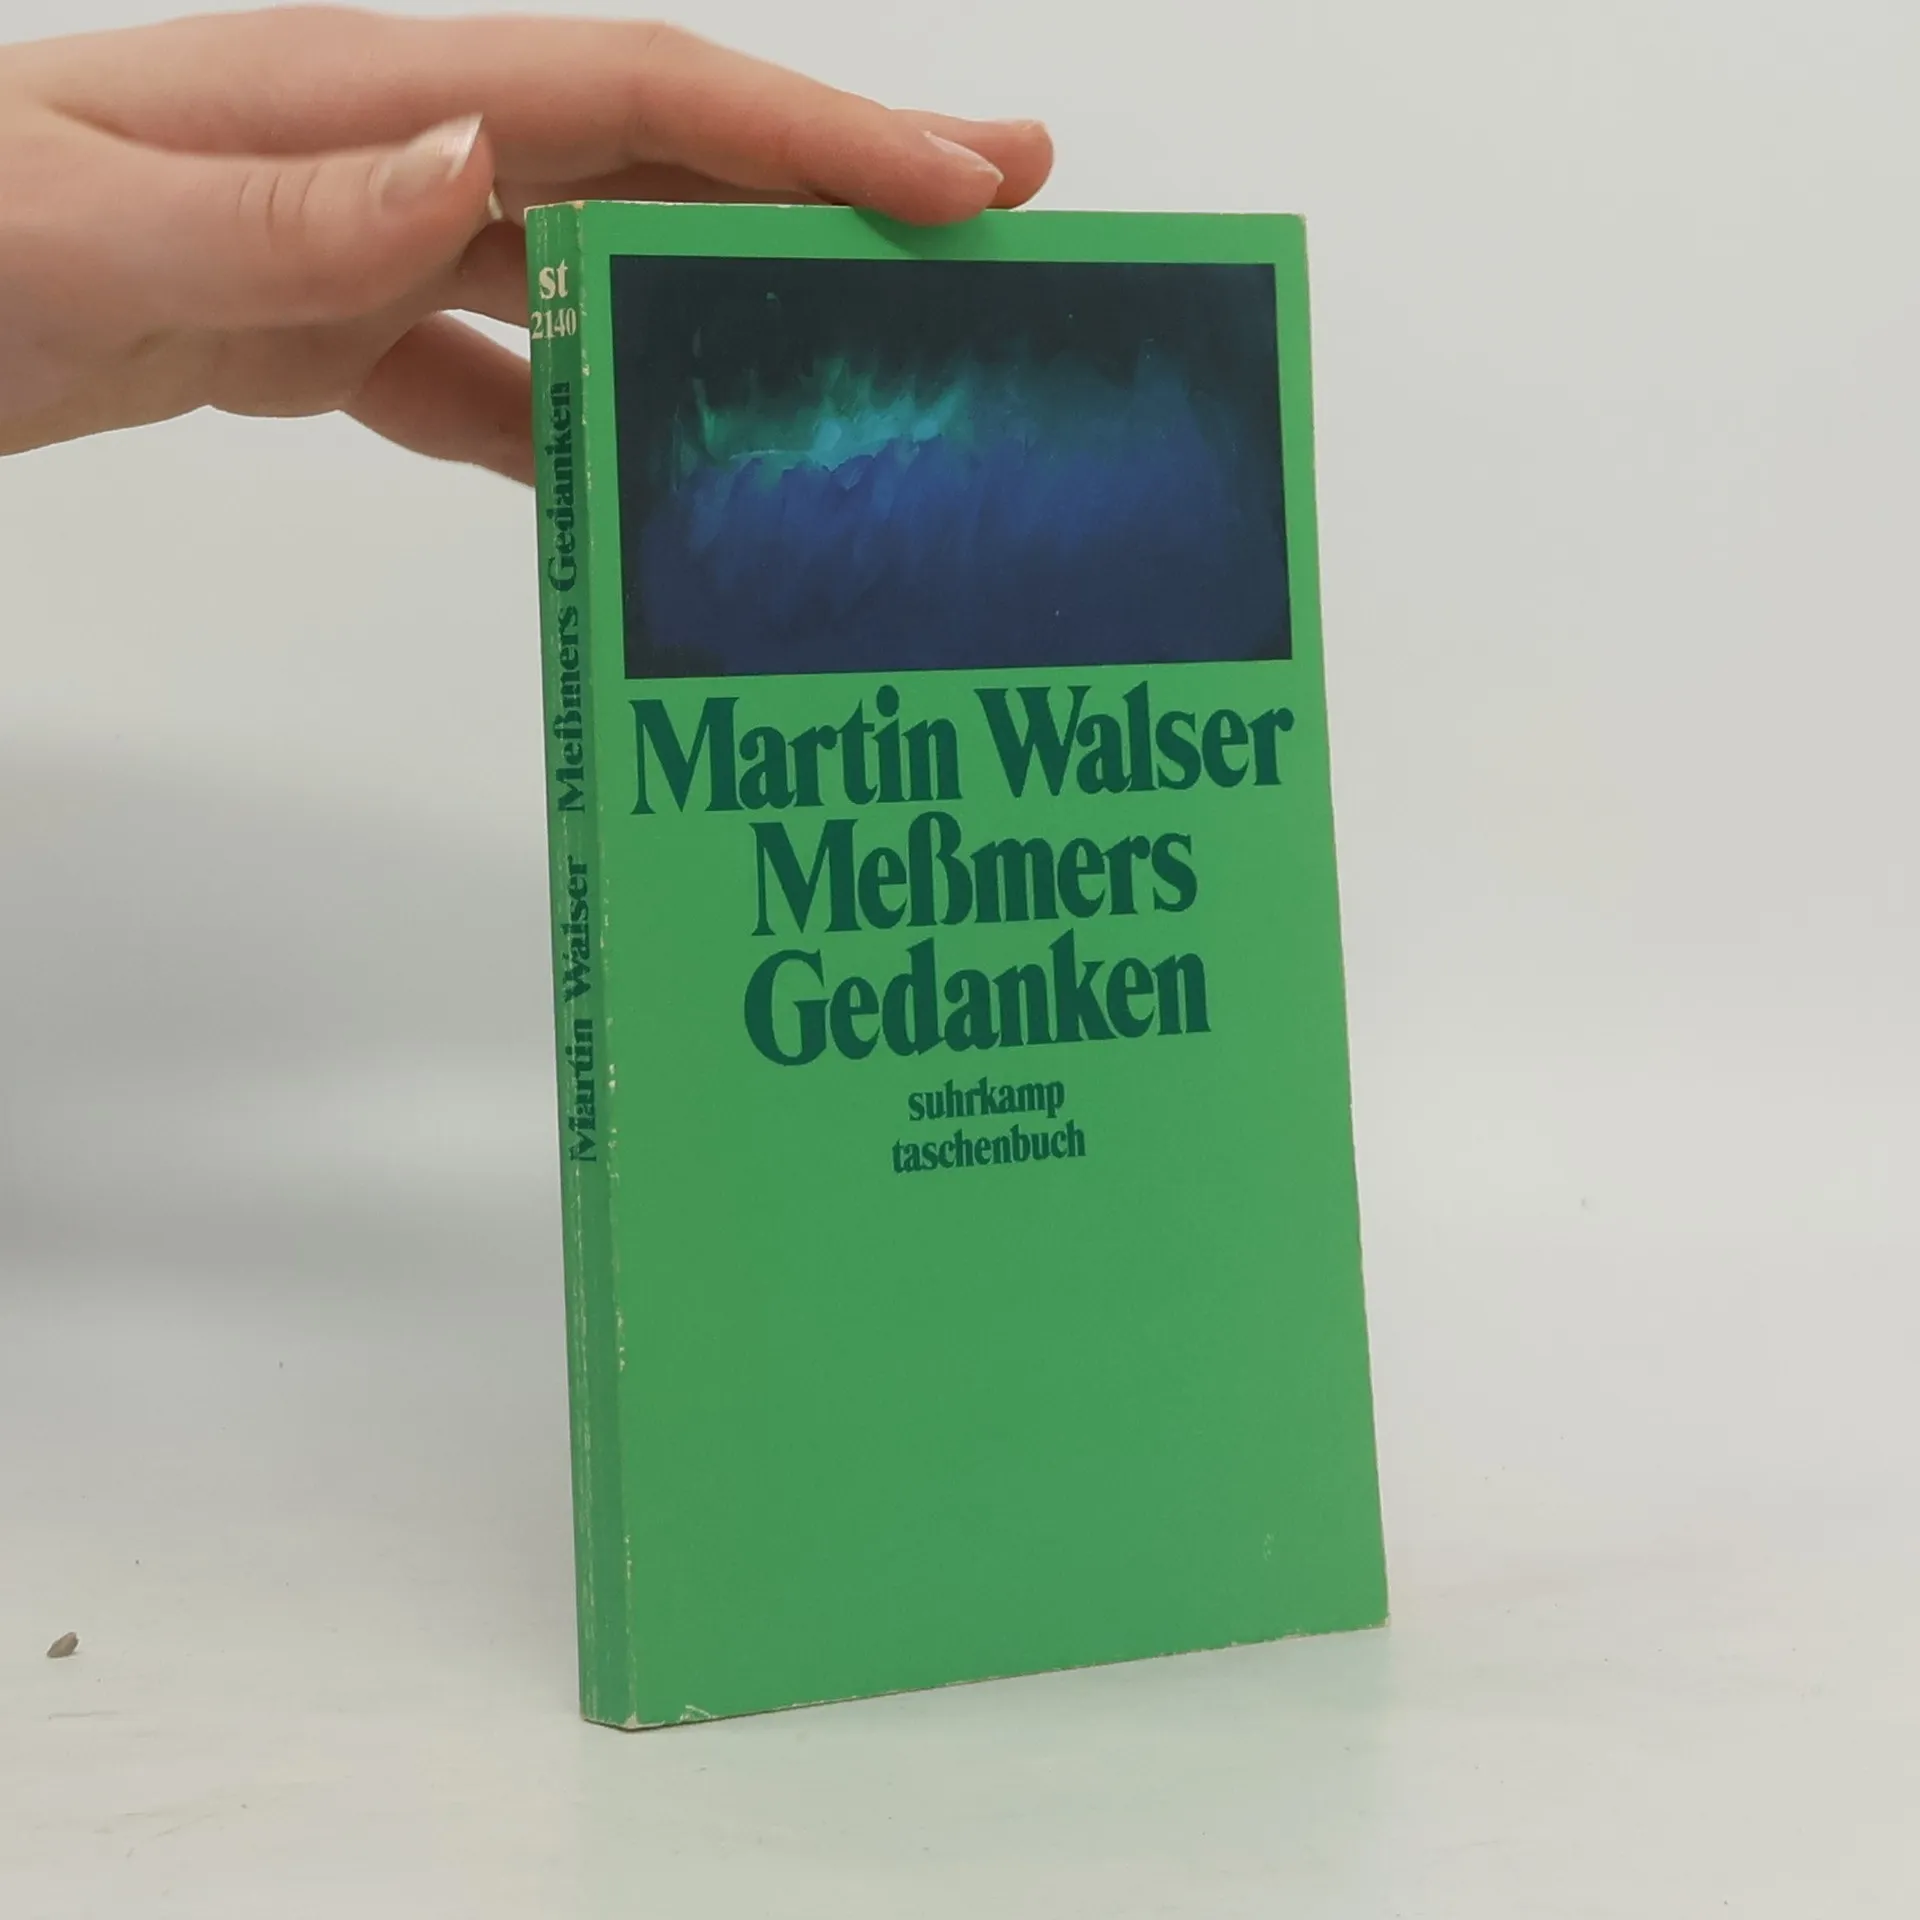 st
2140
Martin Walser Meßmers Gedanken
Martin Walser
Meßmers
Gedanken
suhrkamp
taschenbuch